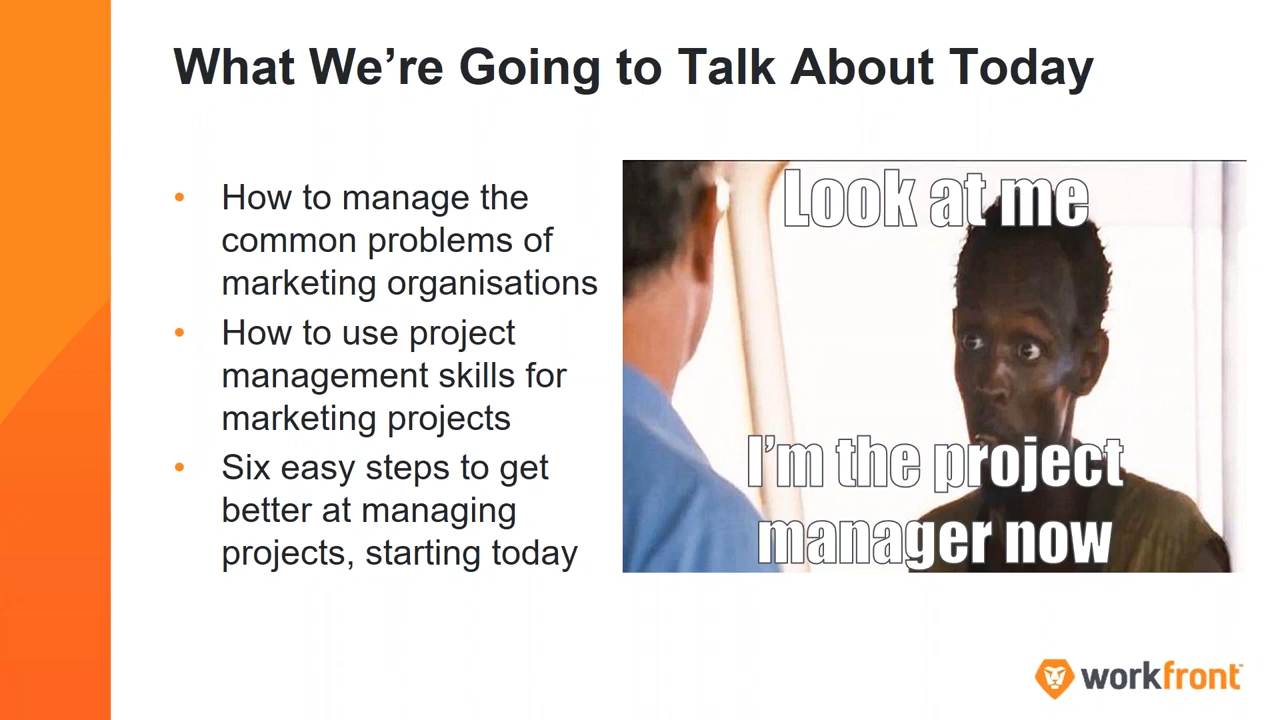 What We’re Going to Talk About Today
• How to manage the
common problems of
marketing organisations
• How to use project
management skills for
marketing projects
• Six easy steps to get
better at managing
projects, starting today
Look at me
I’m the project
manager now
workfront